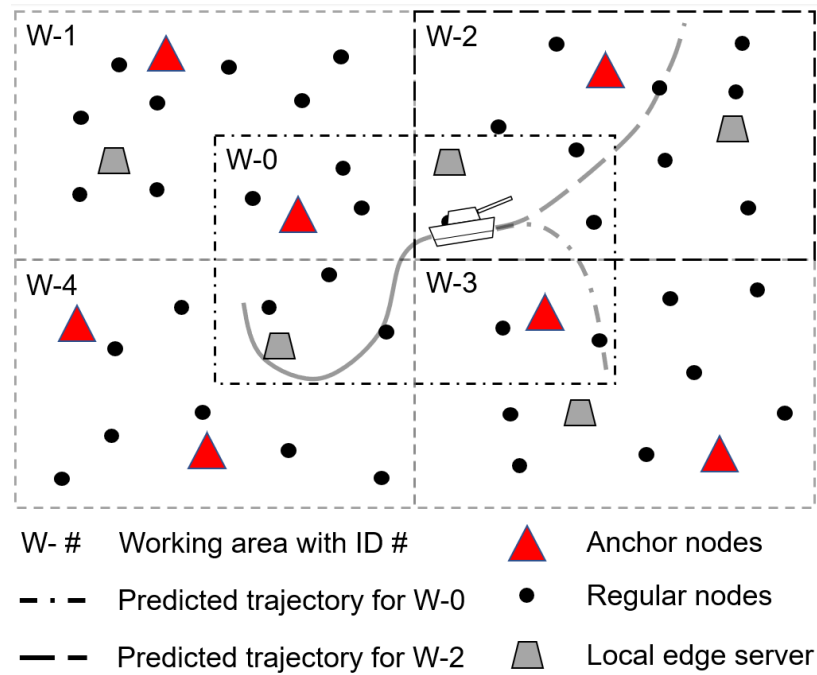 W-1
W-2
W-0
W-4
W-3
W- # Working area with ID #
Anchor nodes
Predicted trajectory for W-0
Regular nodes
Predicted trajectory for W-2
Local edge server